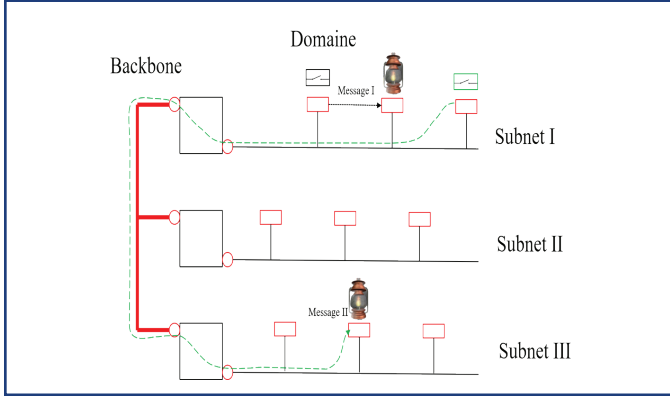 Domaine
Backbone
Message I
Subnet I
Subnet II
Message II
Subnet III